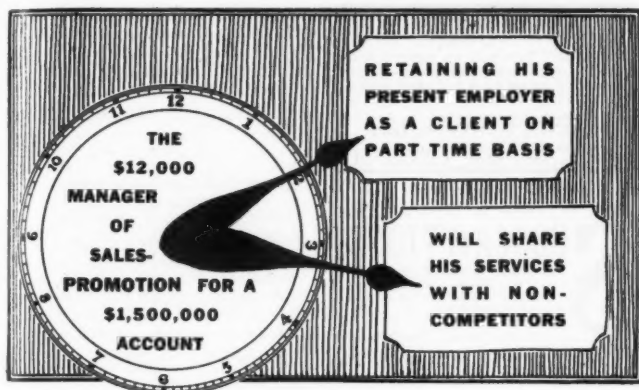 THE
$12,000
MANAGER
OF
SALES-
PROMOTION FOR A
$1,500,000
ACCOUNT
12
1
2
3
4
5
6
7
8
9
10
11
RETAINING HIS
PRESENT EMPLOYER
AS A CLIENT ON
PART TIME BASIS
WILL SHARE
HIS SERVICES
WITH NON-
COMPETITORS